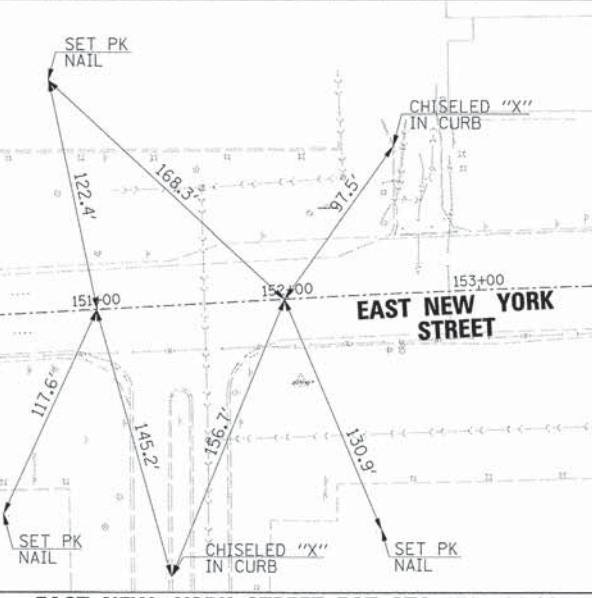 SET PK
NAIL
CHISELED "X"
IN CURB
122.4'
168.3'
97.5'
151+00
152+00
153+00
EAST NEW YORK
STREET
117.6'
145.2'
156.7'
130.9'
SET PK
NAIL
CHISELED "X"
IN CURB
SET PK
NAIL